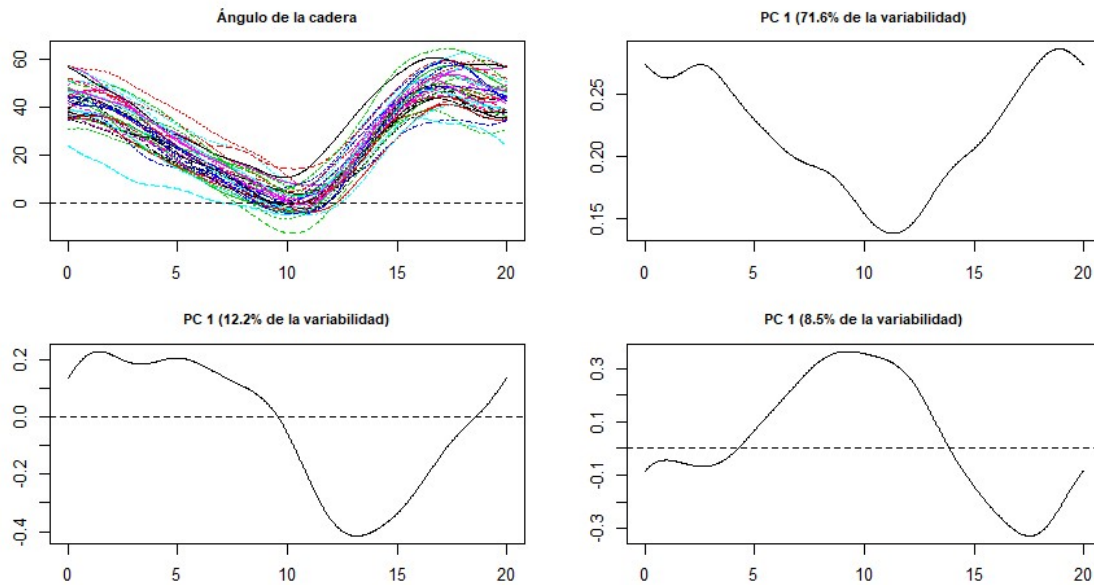 Ángulo de la cadera
60
40
20
0
0 5 10 15 20
PC 1 (71.6% de la variabilidad)
0.25
0.20
0.15
0 5 10 15 20
PC 1 (12.2% de la variabilidad)
0.2
0.0
-0.2
-0.4
0 5 10 15 20
PC 1 (8.5% de la variabilidad)
0.3
0.1
-0.1
-0.3
0 5 10 15 20